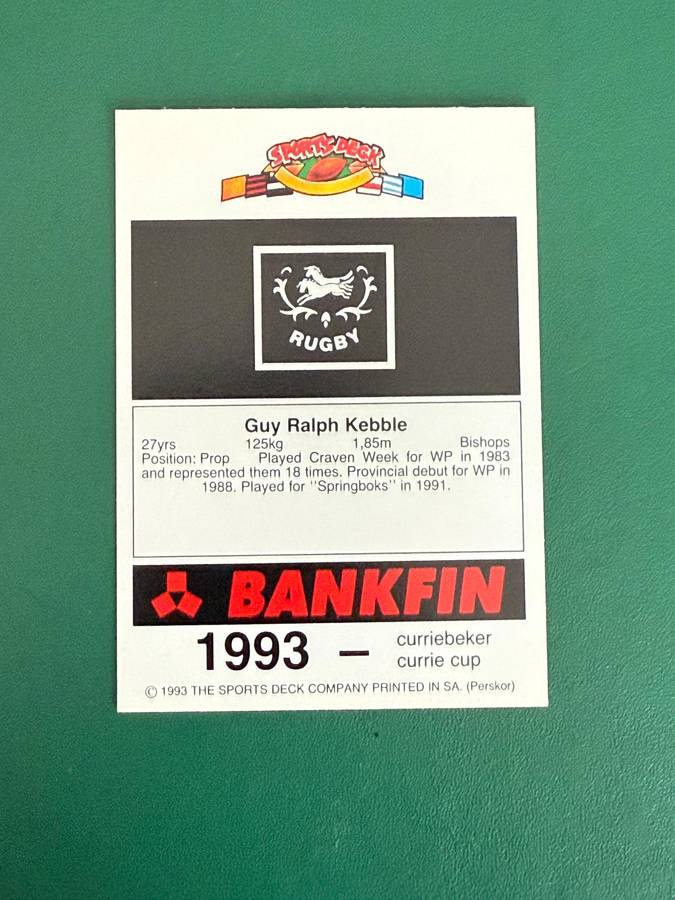 SPORTS DECK
RUGBY
Guy Ralph Kebble
27yrs 125kg 1,85m Bishops
Position: Prop Played Craven Week for WP in 1983
and represented them 18 times. Provincial debut for WP in
1988. Played for "Springboks" in 1991.
BANKFIN
1993 – curriebeker
currie cup
© 1993 THE SPORTS DECK COMPANY PRINTED IN SA. (Perskor)